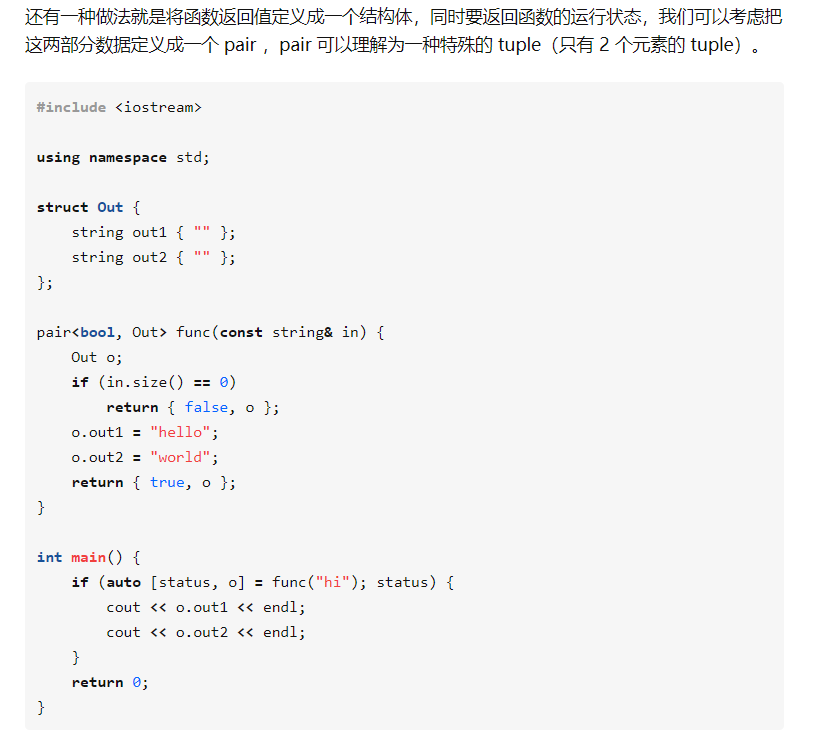 还有一种做法就是将函数返回值定义成一个结构体，同时要返回函数的运行状态，我们可以考虑把
这两部分数据定义成一个 pair ，pair 可以理解为一种特殊的 tuple（只有 2 个元素的 tuple）。
#include <iostream>
using namespace std;
struct Out {
    string out1 { "" };
    string out2 { "" };
};
pair<bool, Out> func(const string& in) {
    Out o;
    if (in.size() == 0)
        return { false, o };
    o.out1 = "hello";
    o.out2 = "world";
    return { true, o };
}
int main() {
    if (auto [status, o] = func("hi"); status) {
        cout << o.out1 << endl;
        cout << o.out2 << endl;
    }
    return 0;
}